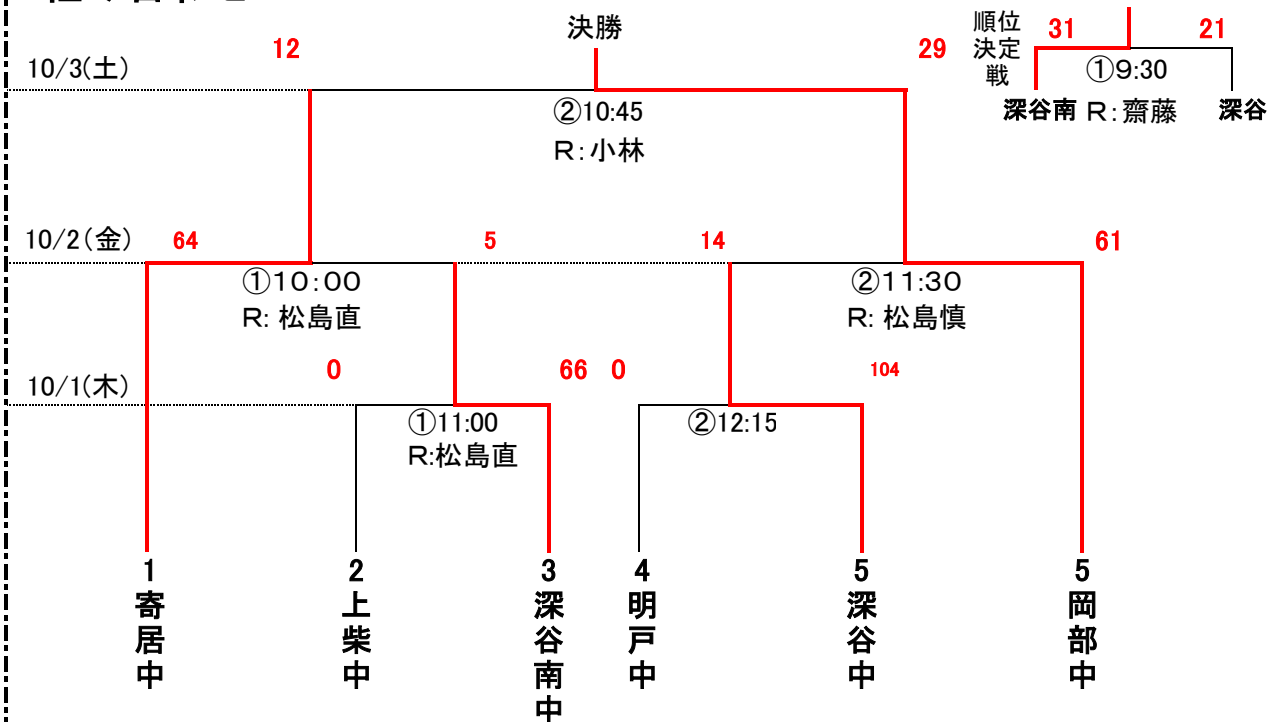 決勝
12
29
10/3(土)
②10:45
R:小林
順位
決定
戦
31
21
①9:30
深谷南
R:齋藤
深谷
10/2(金)
64
5
14
61
①10:00
R: 松島直
②11:30
R: 松島慎
10/1(木)
0
66
0
104
①11:00
R:松島直
②12:15
1
寄居中
2
上柴中
3
深谷南中
4
明戸中
5
深谷中
5
岡部中